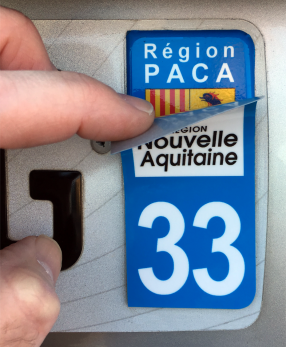 Région
PACA
RÉGION
Nouvelle
Aquitaine
33
J